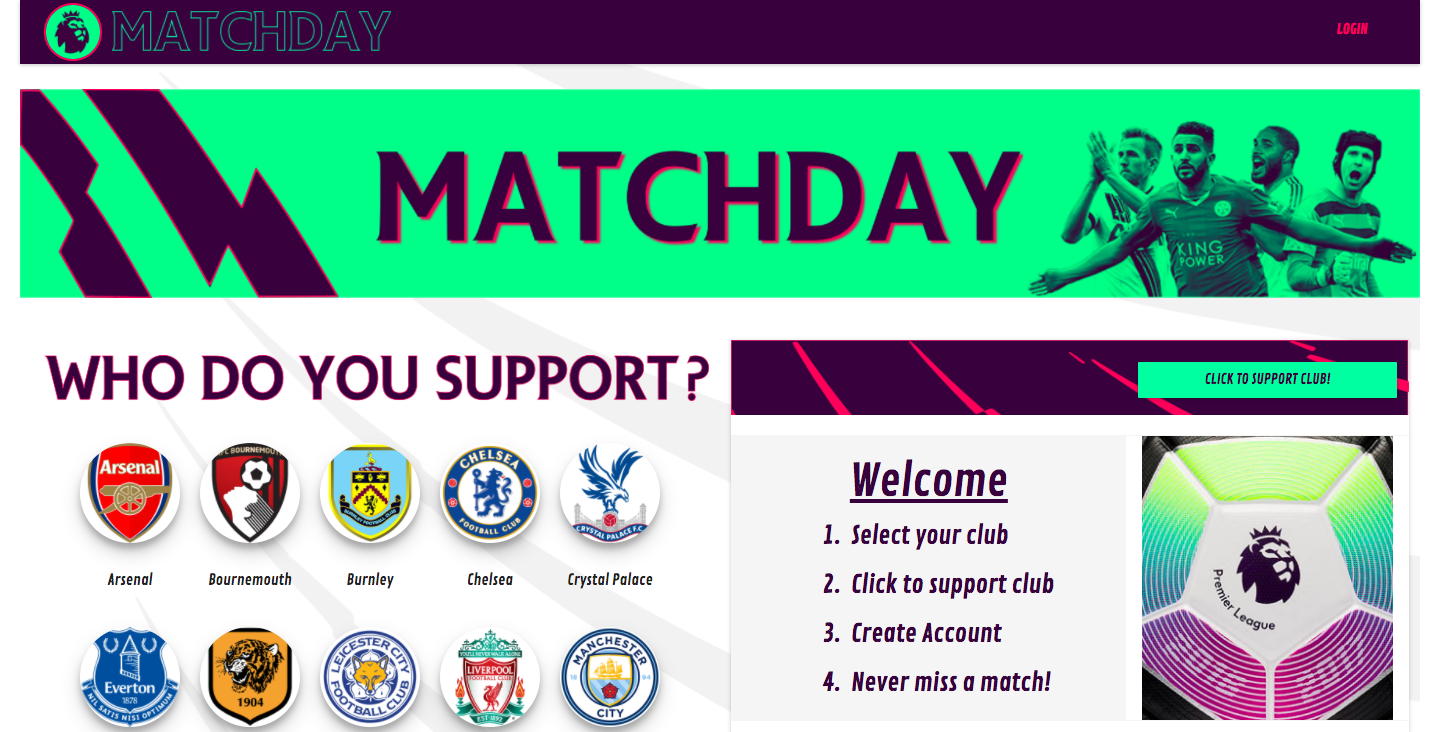 MATCHDAY
LOGIN
MATCHDAY
KING
POWER
WHO DO YOU SUPPORT?
CLICK TO SUPPORT CLUB!
Arsenal
FC BOURNEMOUTH
BURNLEY FOOTBALL CLUB
CHELSEA
FOOTBALL CLUB
CRYSTAL PALACE F.C.
Arsenal
Bournemouth
Burnley
Chelsea
Crystal Palace
Everton
1878
NIL SATIS NISI OPTIMUM
1904
LEICESTER CITY
FOOTBALL CLUB
YOU'LL NEVER WALK ALONE
LIVERPOOL
FOOTBALL CLUB
EST·1892
MANCHESTER
18 94
CITY
Welcome
1. Select your club
2. Click to support club
3. Create Account
4. Never miss a match!
Premier League